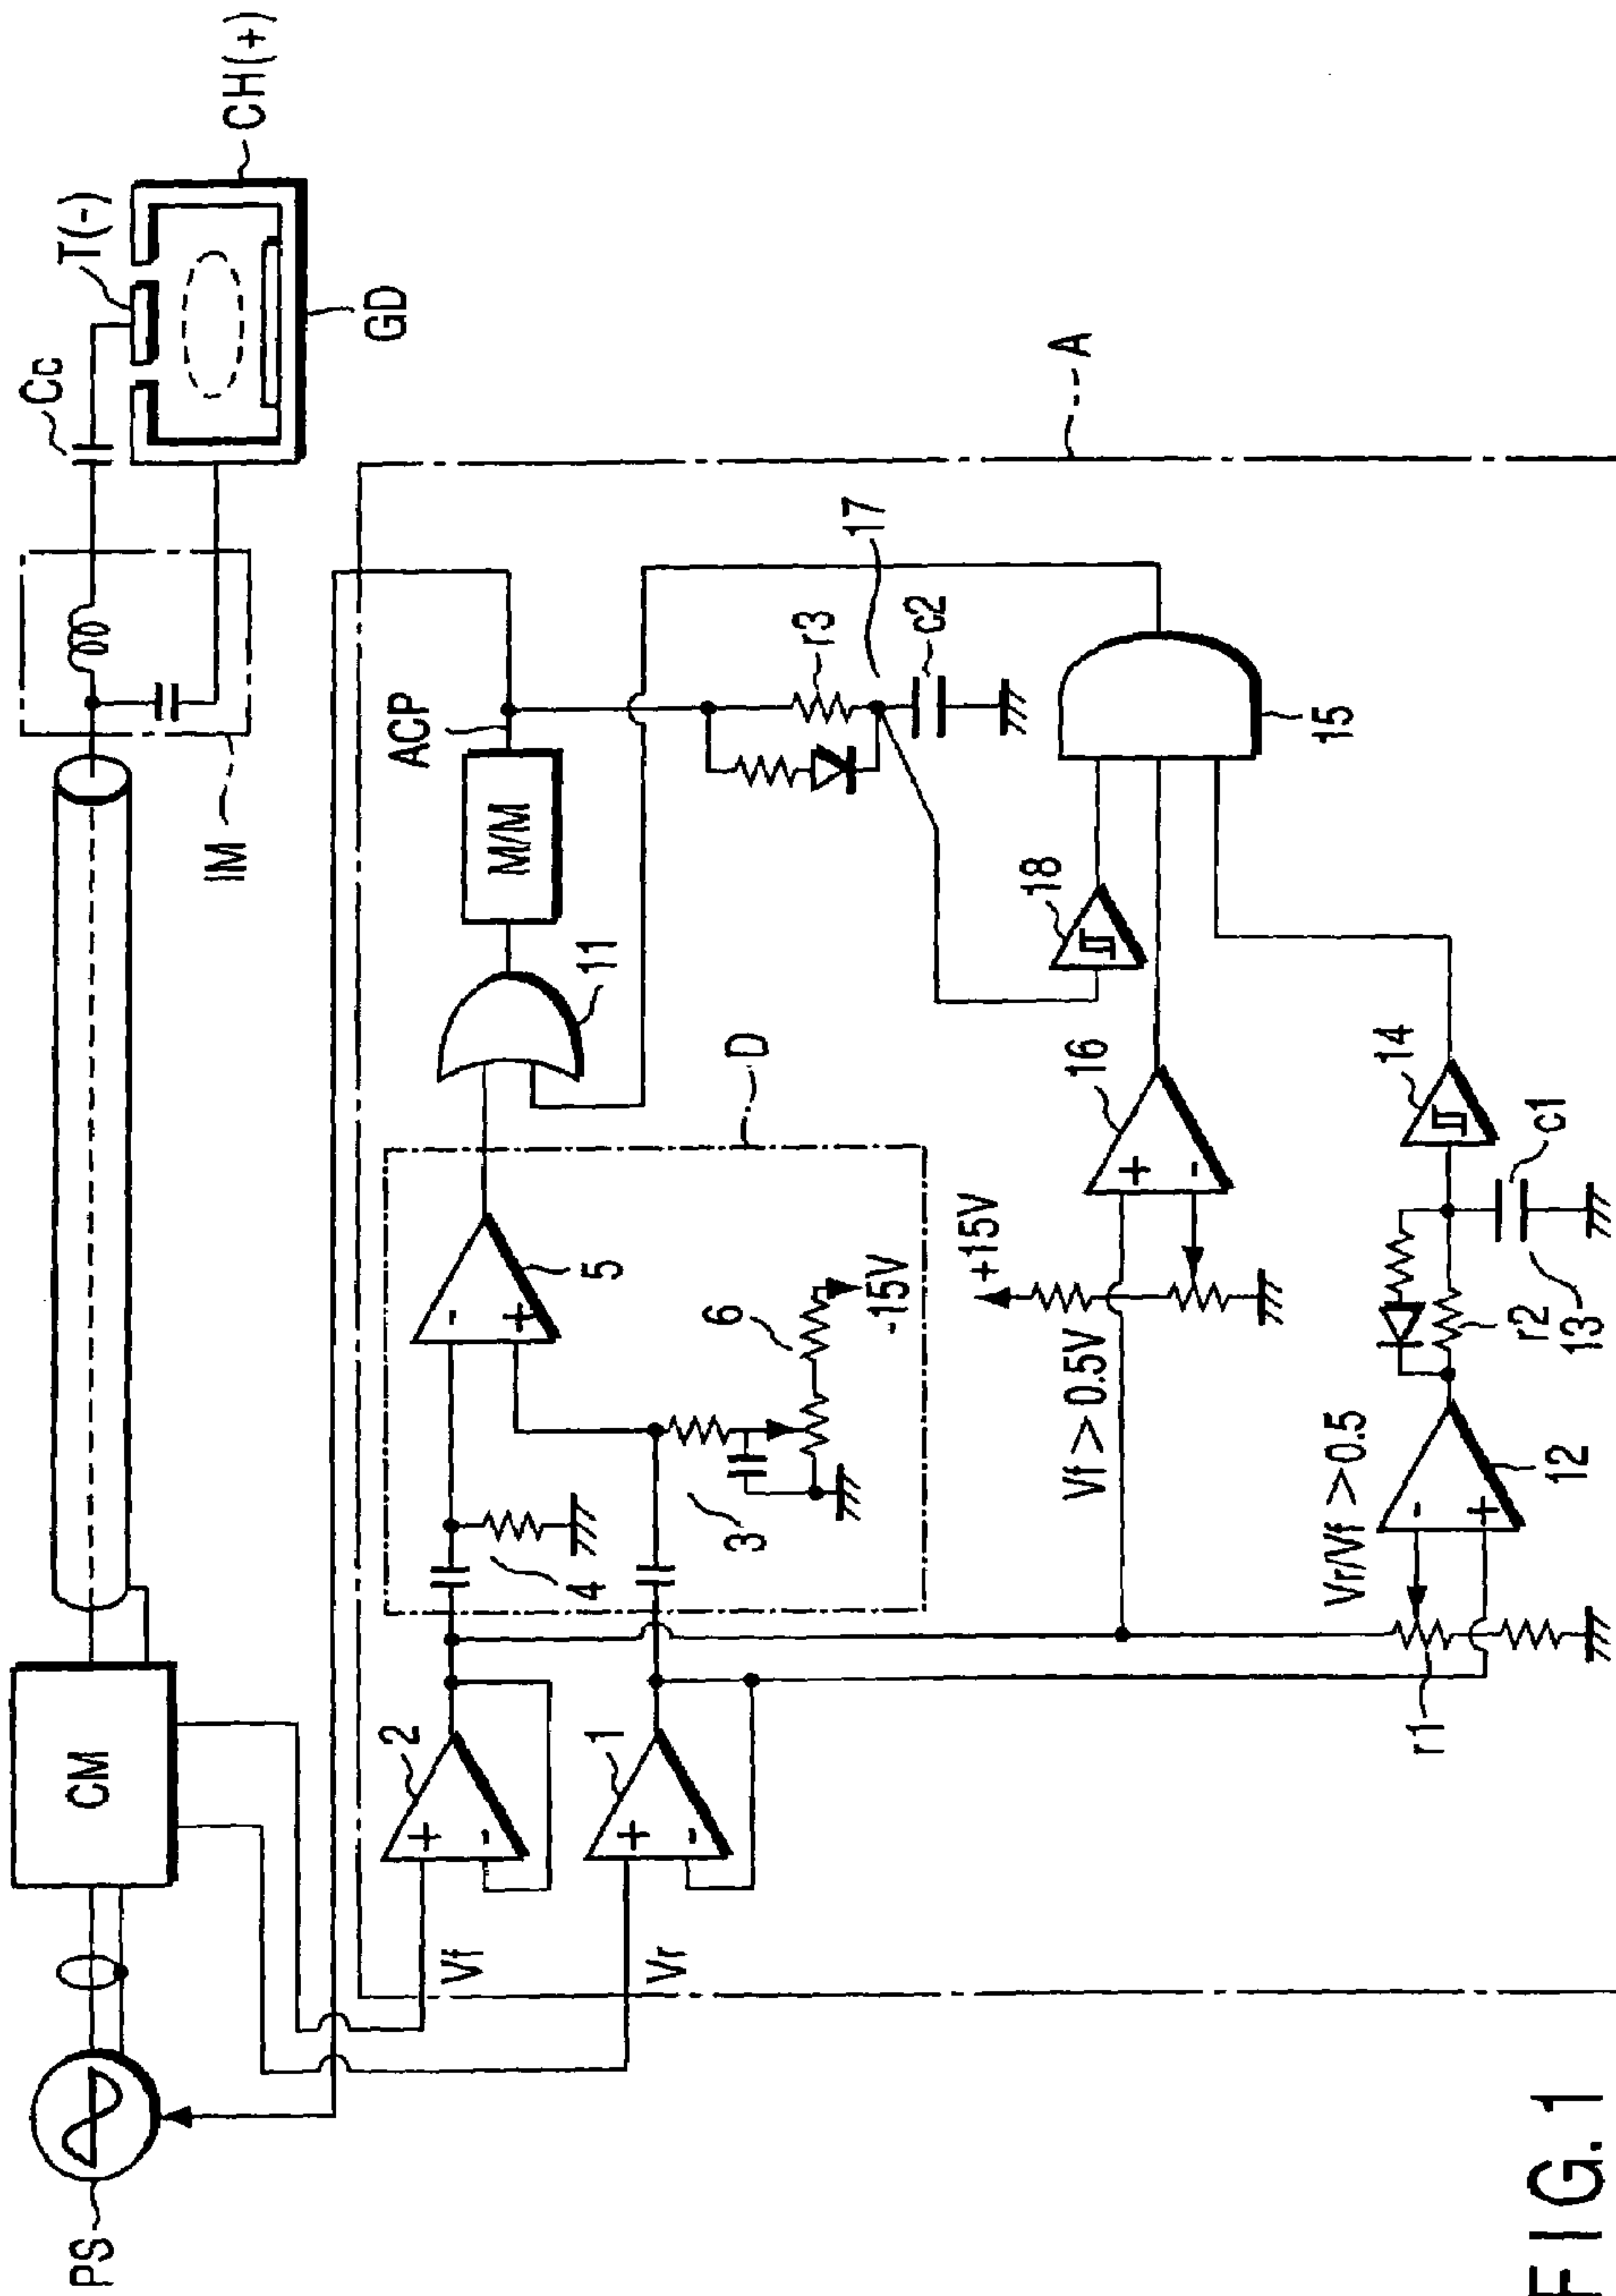 PS
CM
IM
Cc
T(-)
CH(+)
GD
A
Vf
Vr
2
1
4
3
5
6
-15V
D
11
M/M
ACP
r3
17
c2
+15V
Vf > 0.5V
16
18
15
r1
Vr/Vf > 0.5
12
r2
13
c1
14
+
-
+
-
-
+
+
-
-
+
FIG. 1